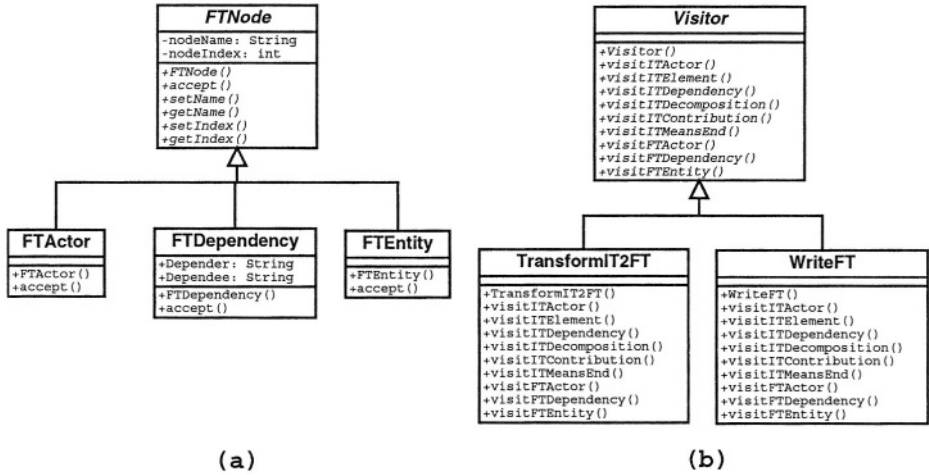 FTNode
-nodeName: String
-nodeIndex: int
+FTNode()
+accept()
+setName()
+getName()
+setIndex()
+getIndex()
FTActor
+FTActor()
+accept()
FTDependency
+Depender: String
+Dependee: String
+FTDependency()
+accept()
FTEntity
+FTEntity()
+accept()
(a)
Visitor
+Visitor()
+visitITActor()
+visitITElement()
+visitITDependency()
+visitITDecomposition()
+visitITContribution()
+visitITMeansEnd()
+visitFTActor()
+visitFTDependency()
+visitFTEntity()
TransformIT2FT
+TransformIT2FT()
+visitITActor()
+visitITElement()
+visitITDependency()
+visitITDecomposition()
+visitITContribution()
+visitITMeansEnd()
+visitFTActor()
+visitFTDependency()
+visitFTEntity()
WriteFT
+WriteFT()
+visitITActor()
+visitITElement()
+visitITDependency()
+visitITDecomposition()
+visitITContribution()
+visitITMeansEnd()
+visitFTActor()
+visitFTDependency()
+visitFTEntity()
(b)